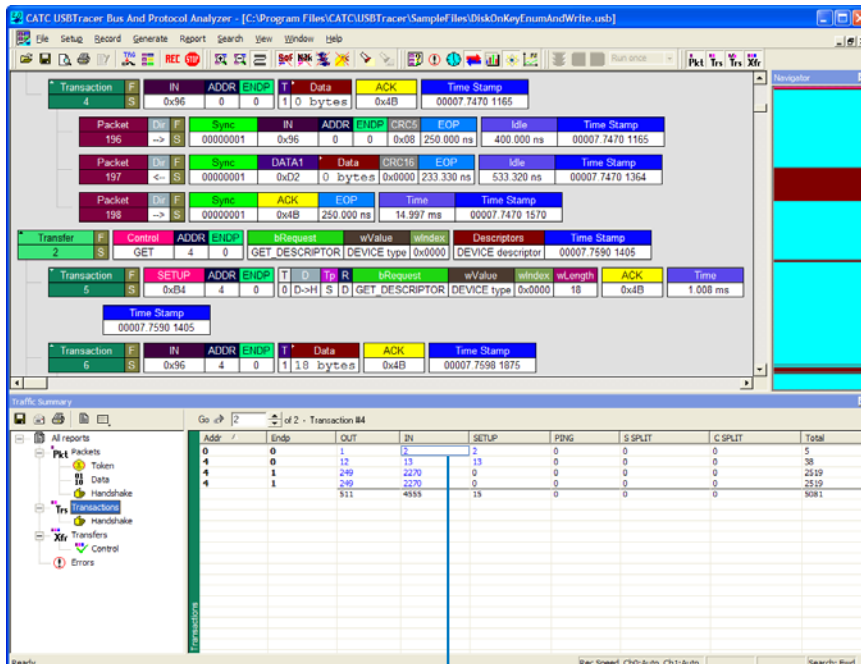 CATC USBTracer Bus And Protocol Analyzer - [C:\Program Files\CATC\USBTracer\SampleFiles\DiskOnKeyEnumAndWrite.usb]
File Setup Record Generate Report Search View Window Help
REC STOP Run once Pkt Trs Trs Xfr
Transaction F IN ADDR ENDP T Data ACK Time Stamp
4 S 0x96 0 0 1 0 bytes 0x4B 00007.7470 1165
Packet Dir F Sync IN ADDR ENDP CRC5 EOP Idle Time Stamp
196 --> S 00000001 0x96 0 0 0x08 250.000 ns 400.000 ns 00007.7470 1165
Packet Dir F Sync DATA1 Data CRC16 EOP Idle Time Stamp
197 <-- S 00000001 0xD2 0 bytes 0x0000 233.330 ns 533.320 ns 00007.7470 1364
Packet Dir F Sync ACK EOP Time Time Stamp
198 --> S 00000001 0x4B 250.000 ns 14.997 ms 00007.7470 1570
Transfer F Control ADDR ENDP bRequest wValue wIndex Descriptors Time Stamp
2 S GET 4 0 GET_DESCRIPTOR DEVICE type 0x0000 DEVICE descriptor 00007.7590 1405
Transaction F SETUP ADDR ENDP T D Tp R bRequest wValue wIndex wLength ACK Time
5 S 0xB4 4 0 0 D->H S D GET_DESCRIPTOR DEVICE type 0x0000 18 0x4B 1.008 ms
Time Stamp
00007.7590 1405
Transaction F IN ADDR ENDP T Data ACK Time Stamp
6 S 0x96 4 0 1 18 bytes 0x4B 00007.7598 1875
Navigator
Traffic Summary
Go 2 of 2 - Transaction #4
All reports
Pkt Packets
Token
Data
Handshake
Trs Transactions
Handshake
Xfr Transfers
Control
Errors
Transactions
Addr / Endp OUT IN SETUP PING S SPLIT C SPLIT Total
0 0 1 2 2 0 0 0 5
4 0 12 13 13 0 0 0 38
4 1 249 2270 0 0 0 0 2519
4 1 249 2270 0 0 0 0 2519
511 4555 15 0 0 0 5081
Ready Rec Speed Ch0:Auto, Ch1:Auto Search: Fwd